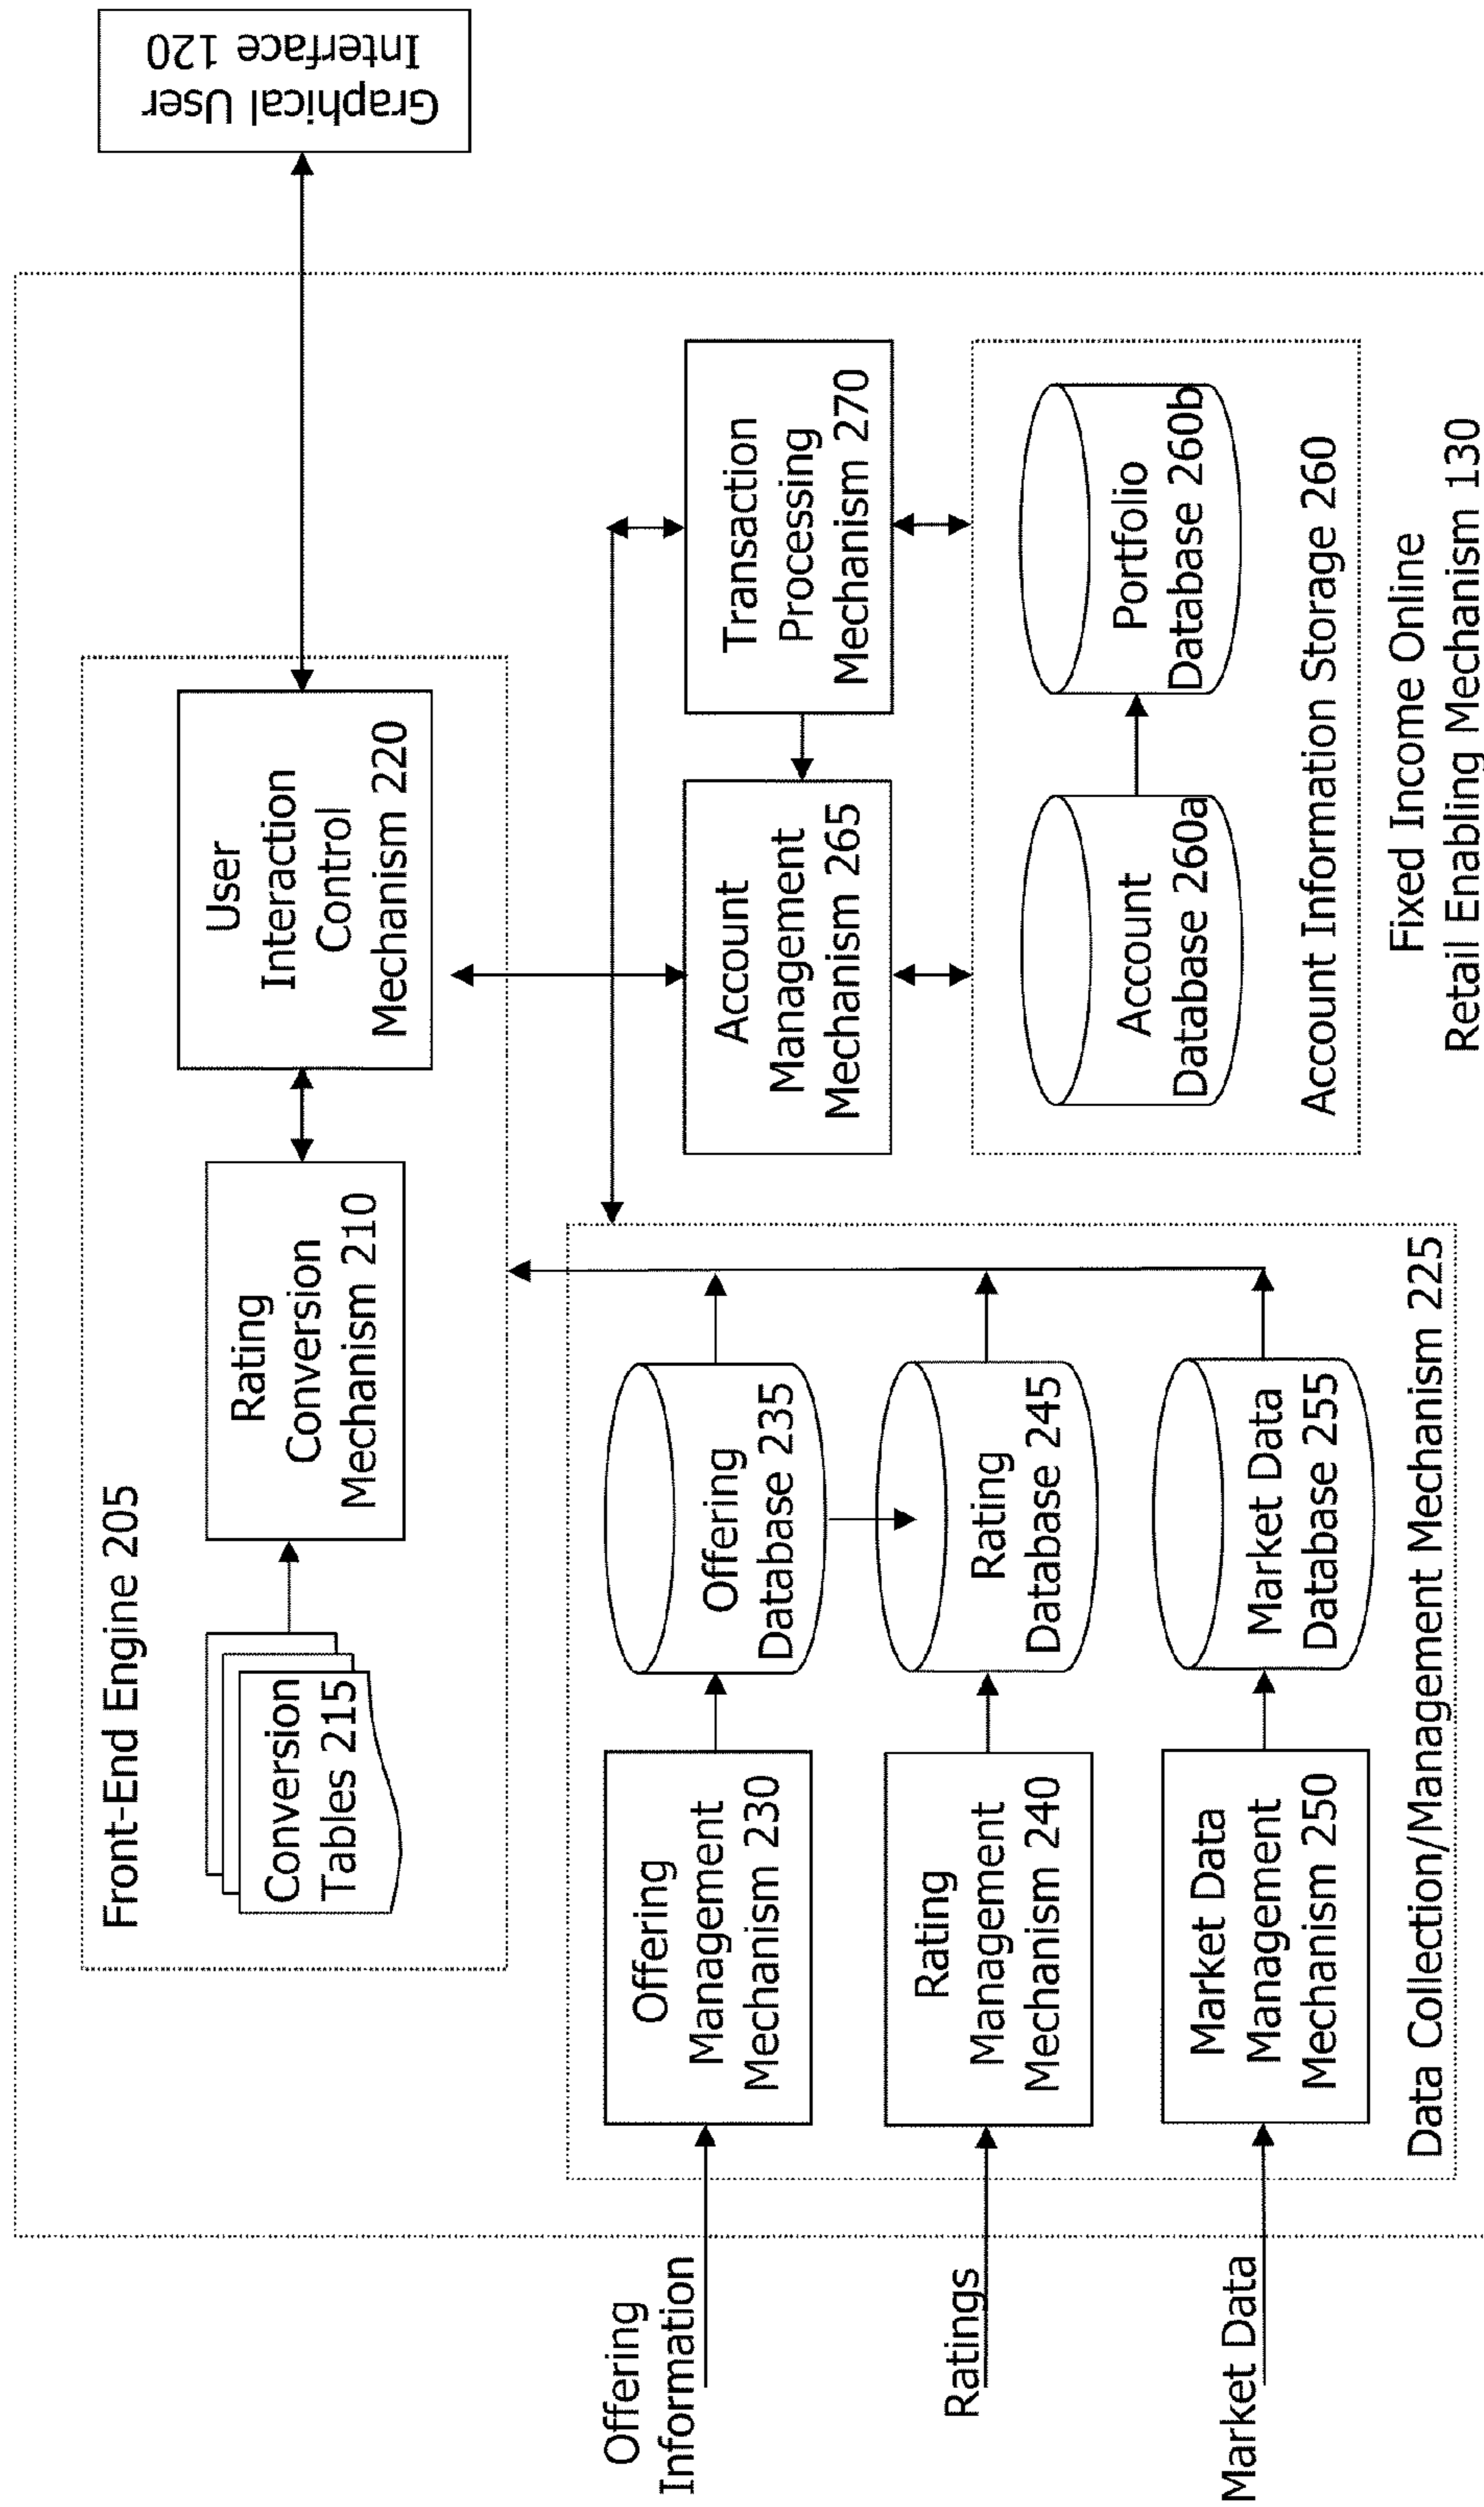 Front-End Engine 205
Conversion
Tables 215
Rating
Conversion
Mechanism 210
User
Interaction
Control
Mechanism 220
Graphical User
Interface 120
Offering
Information
Offering
Management
Mechanism 230
Offering
Database 235
Ratings
Rating
Management
Mechanism 240
Rating
Database 245
Market Data
Market Data
Management
Mechanism 250
Market Data
Database 255
Data Collection/Management Mechanism 225
Account
Management
Mechanism 265
Transaction
Processing
Mechanism 270
Account
Database 260a
Portfolio
Database 260b
Account Information Storage 260
Fixed Income Online
Retail Enabling Mechanism 130